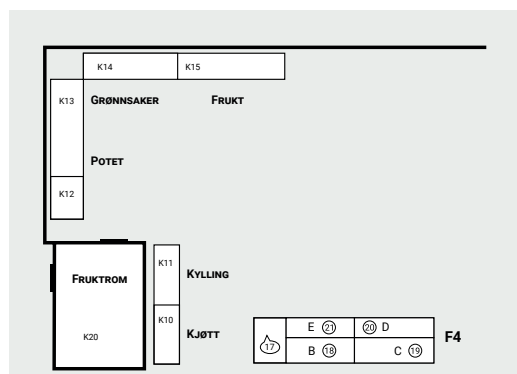 K14 K15
K13 GRØNNSAKER FRUKT
POTET
K12
K11 KYLLING
FRUKTROM
K10 KJØTT
E 21 20 D
K20 17 F4
B 18 C 19